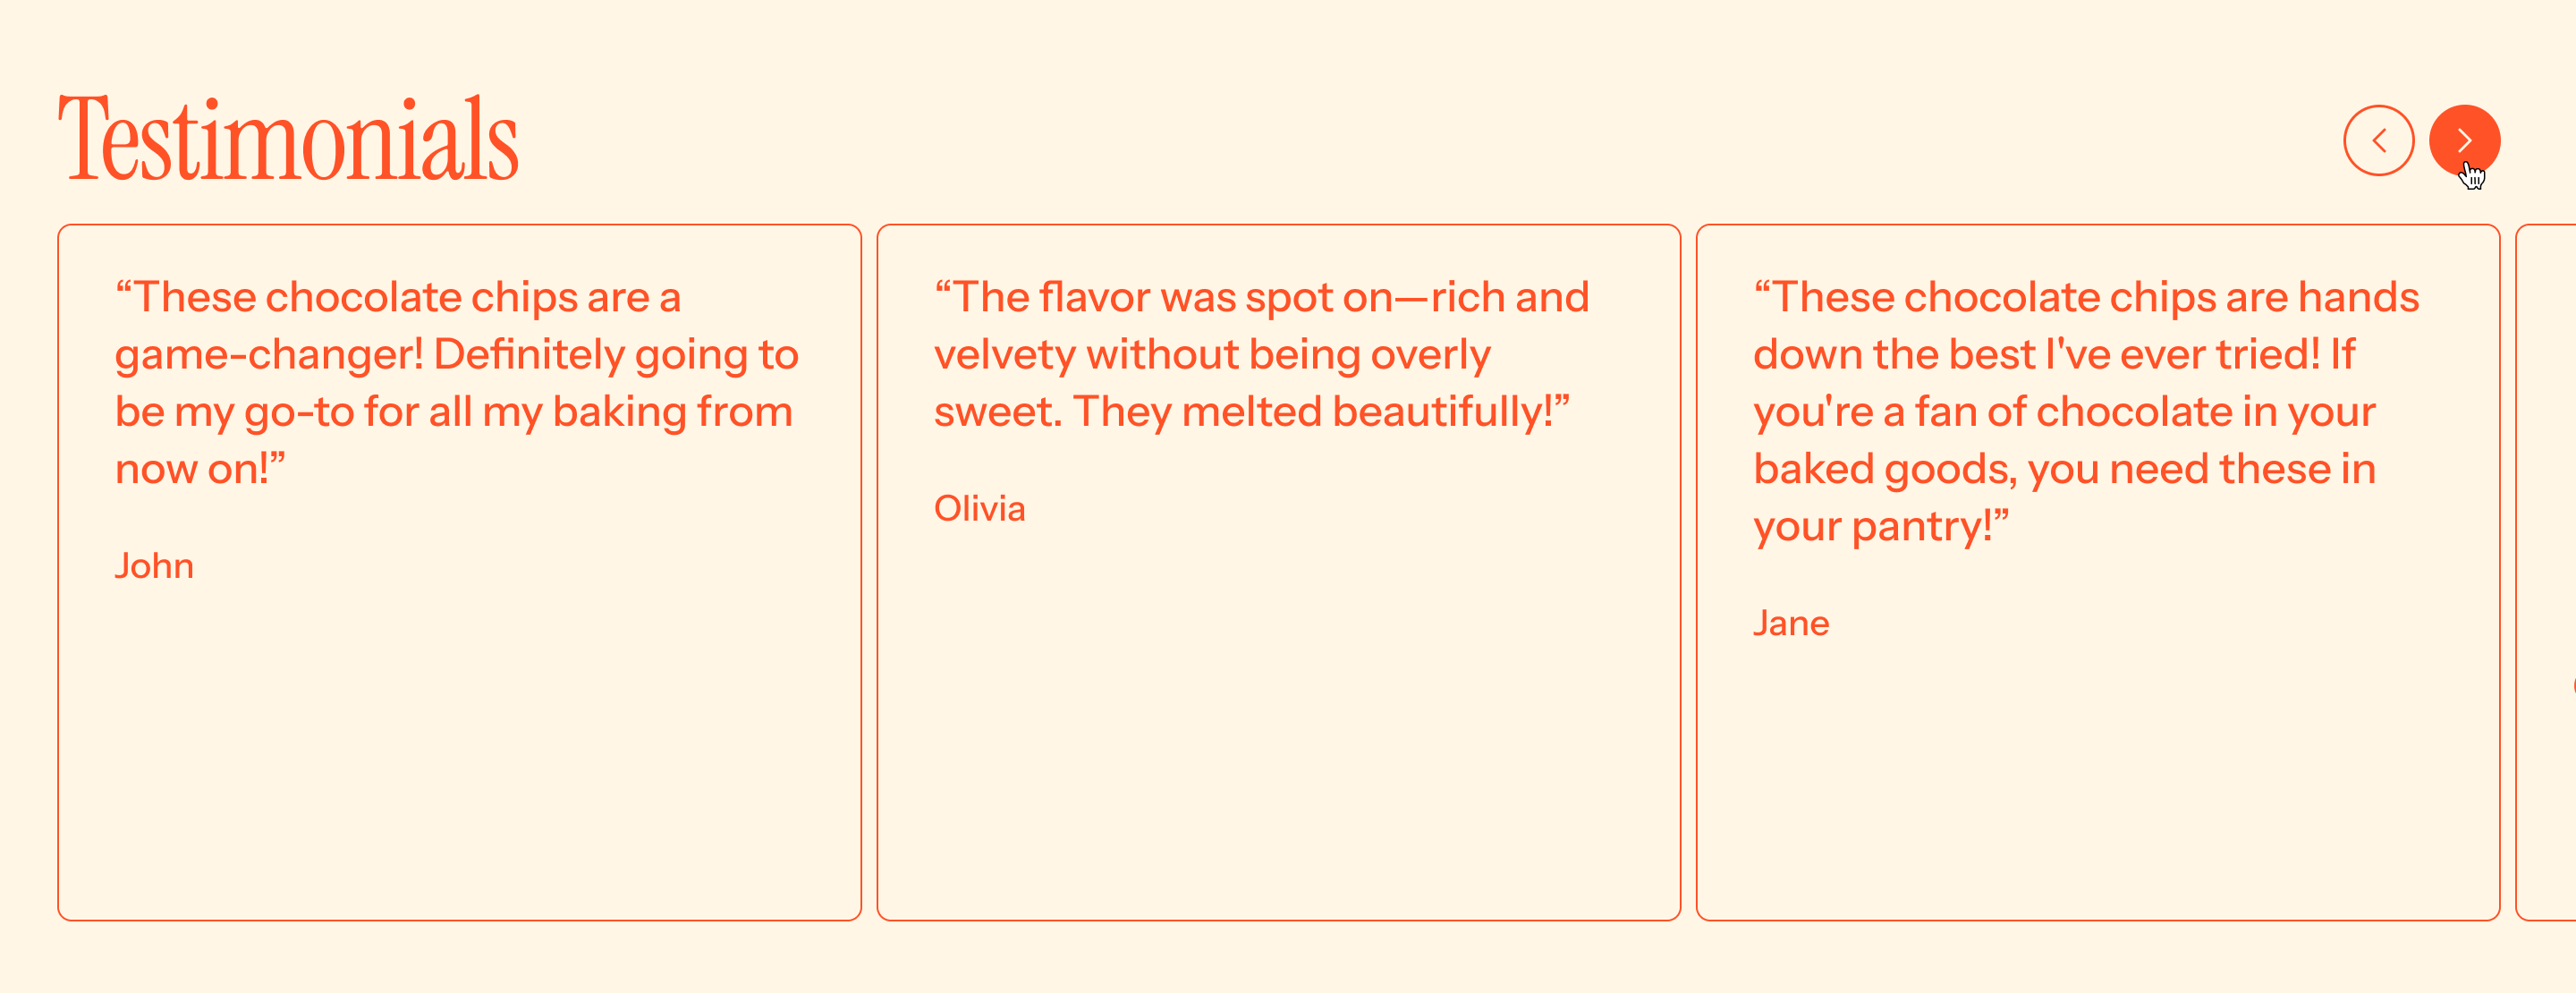 Testimonials
“These chocolate chips are a
game-changer! Definitely going to
be my go-to for all my baking from
now on!”
John
“The flavor was spot on—rich and
velvety without being overly
sweet. They melted beautifully!”
Olivia
“These chocolate chips are hands
down the best I've ever tried! If
you're a fan of chocolate in your
baked goods, you need these in
your pantry!”
Jane